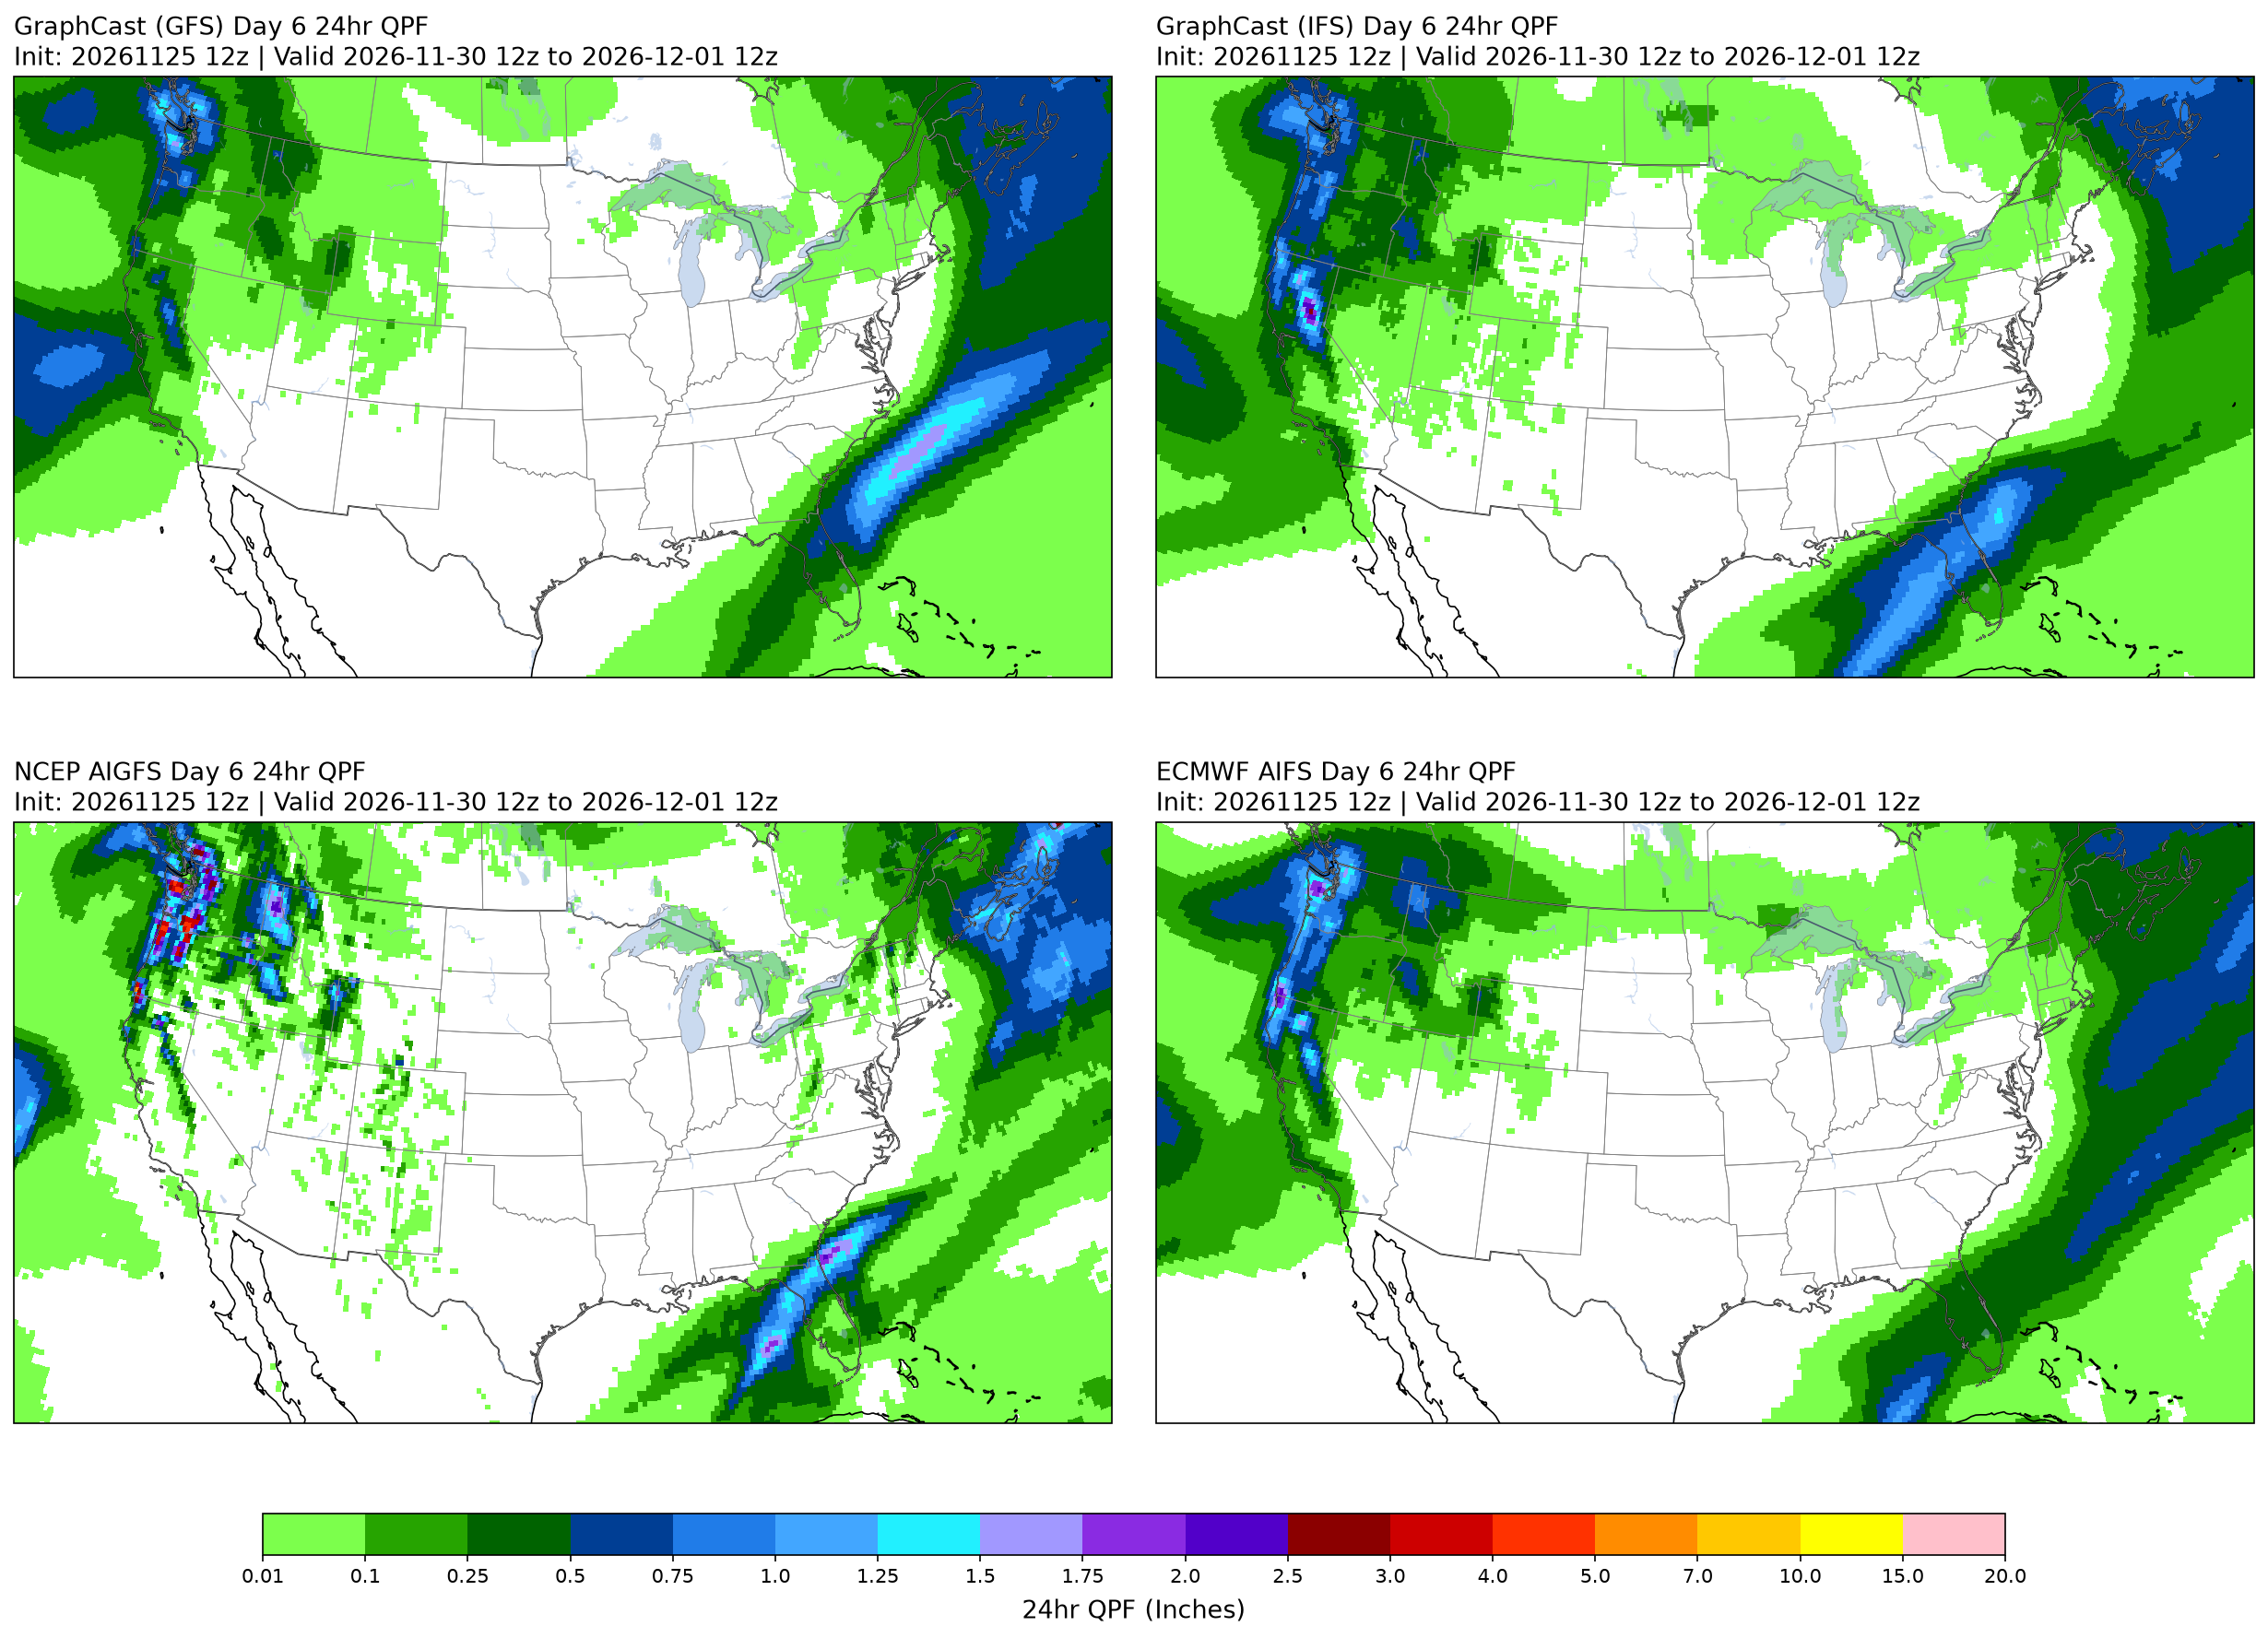 GraphCast (GFS) Day 6 24hr QPF
Init: 20261125 12z | Valid 2026-11-30 12z to 2026-12-01 12z
GraphCast (IFS) Day 6 24hr QPF
Init: 20261125 12z | Valid 2026-11-30 12z to 2026-12-01 12z
NCEP AIGFS Day 6 24hr QPF
Init: 20261125 12z | Valid 2026-11-30 12z to 2026-12-01 12z
ECMWF AIFS Day 6 24hr QPF
Init: 20261125 12z | Valid 2026-11-30 12z to 2026-12-01 12z
0.01 0.1 0.25 0.5 0.75 1.0 1.25 1.5 1.75 2.0 2.5 3.0 4.0 5.0 7.0 10.0 15.0 20.0
24hr QPF (Inches)